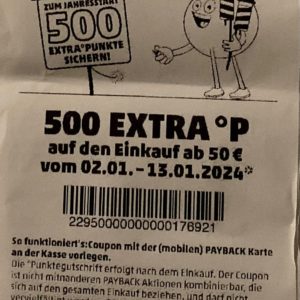 ZUM JAHRESSTART
500
EXTRA°PUNKTE
SICHERN!
500 EXTRA °P
auf den Einkauf ab 50 €
vom 02.01. – 13.01.2024*
22950000000000176921
So funktioniert's: Coupon mit der (mobilen) PAYBACK Karte
an der Kasse vorlegen.
Die °Punktegutschrift erfolgt nach dem Einkauf. Der Coupon
ist nicht mit anderen PAYBACK Aktionen kombinierbar, die
sich auf den gesamten Einkauf beziehen, und darf nicht